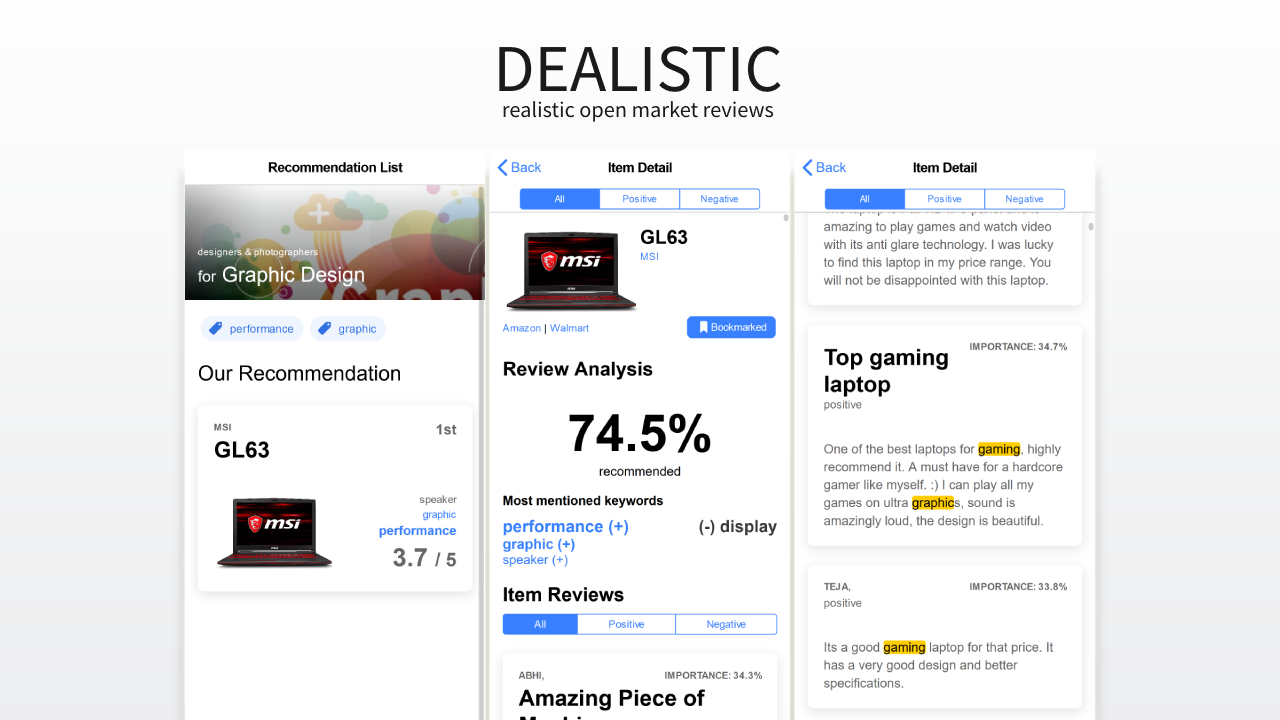 DEALISTIC
realistic open market reviews
Recommendation List
designers & photographers
for Graphic Design
performance
graphic
Our Recommendation
MSI
1st
GL63
msi
speaker
graphic
performance
3.7 / 5
Back
Item Detail
All
Positive
Negative
GL63
MSI
msi
Amazon | Walmart
Bookmarked
Review Analysis
74.5%
recommended
Most mentioned keywords
performance (+)
(-) display
graphic (+)
speaker (+)
Item Reviews
All
Positive
Negative
ABHI,
IMPORTANCE: 34.3%
Amazing Piece of
Back
Item Detail
All
Positive
Negative
amazing to play games and watch video
with its anti glare technology. I was lucky
to find this laptop in my price range. You
will not be disappointed with this laptop.
IMPORTANCE: 34.7%
Top gaming
laptop
positive
One of the best laptops for gaming, highly
recommend it. A must have for a hardcore
gamer like myself. :) I can play all my
games on ultra graphics, sound is
amazingly loud, the design is beautiful.
TEJA,
IMPORTANCE: 33.8%
positive
Its a good gaming laptop for that price. It
has a very good design and better
specifications.